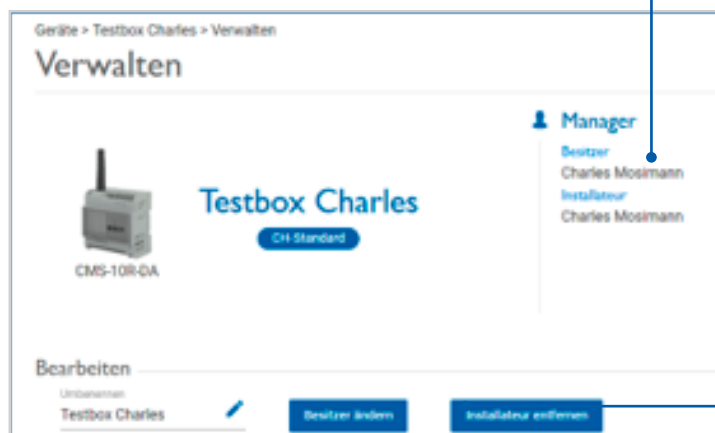 Geräte > Testbox Charles > Verwalten
Verwalten
Manager
Besitzer
Charles Mosimann
Installateur
Charles Mosimann
Testbox Charles
CH-Standard
CMS-10R-DA
Bearbeiten
Umbenennen
Testbox Charles
Besitzer ändern
Installateur entfernen